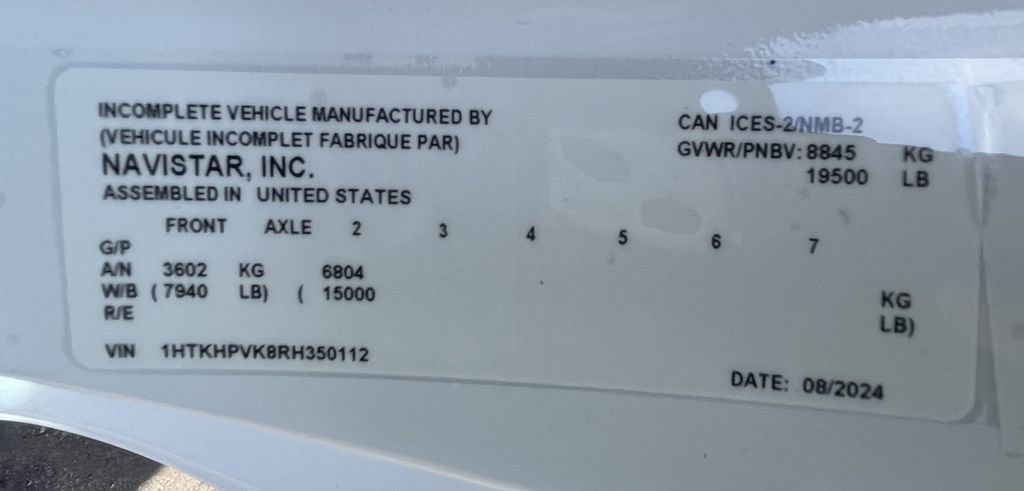 INCOMPLETE VEHICLE MANUFACTURED BY
(VEHICULE INCOMPLET FABRIQUE PAR)
NAVISTAR, INC.
ASSEMBLED IN UNITED STATES
CAN ICES-2/NMB-2
GVWR/PNBV: 8845 KG
19500 LB
FRONT AXLE 2 3 4 5 6 7
G/P
A/N 3602 KG 6804 KG
W/B ( 7940 LB) ( 15000 LB)
R/E
VIN 1HTKHPVK8RH350112
DATE: 08/2024